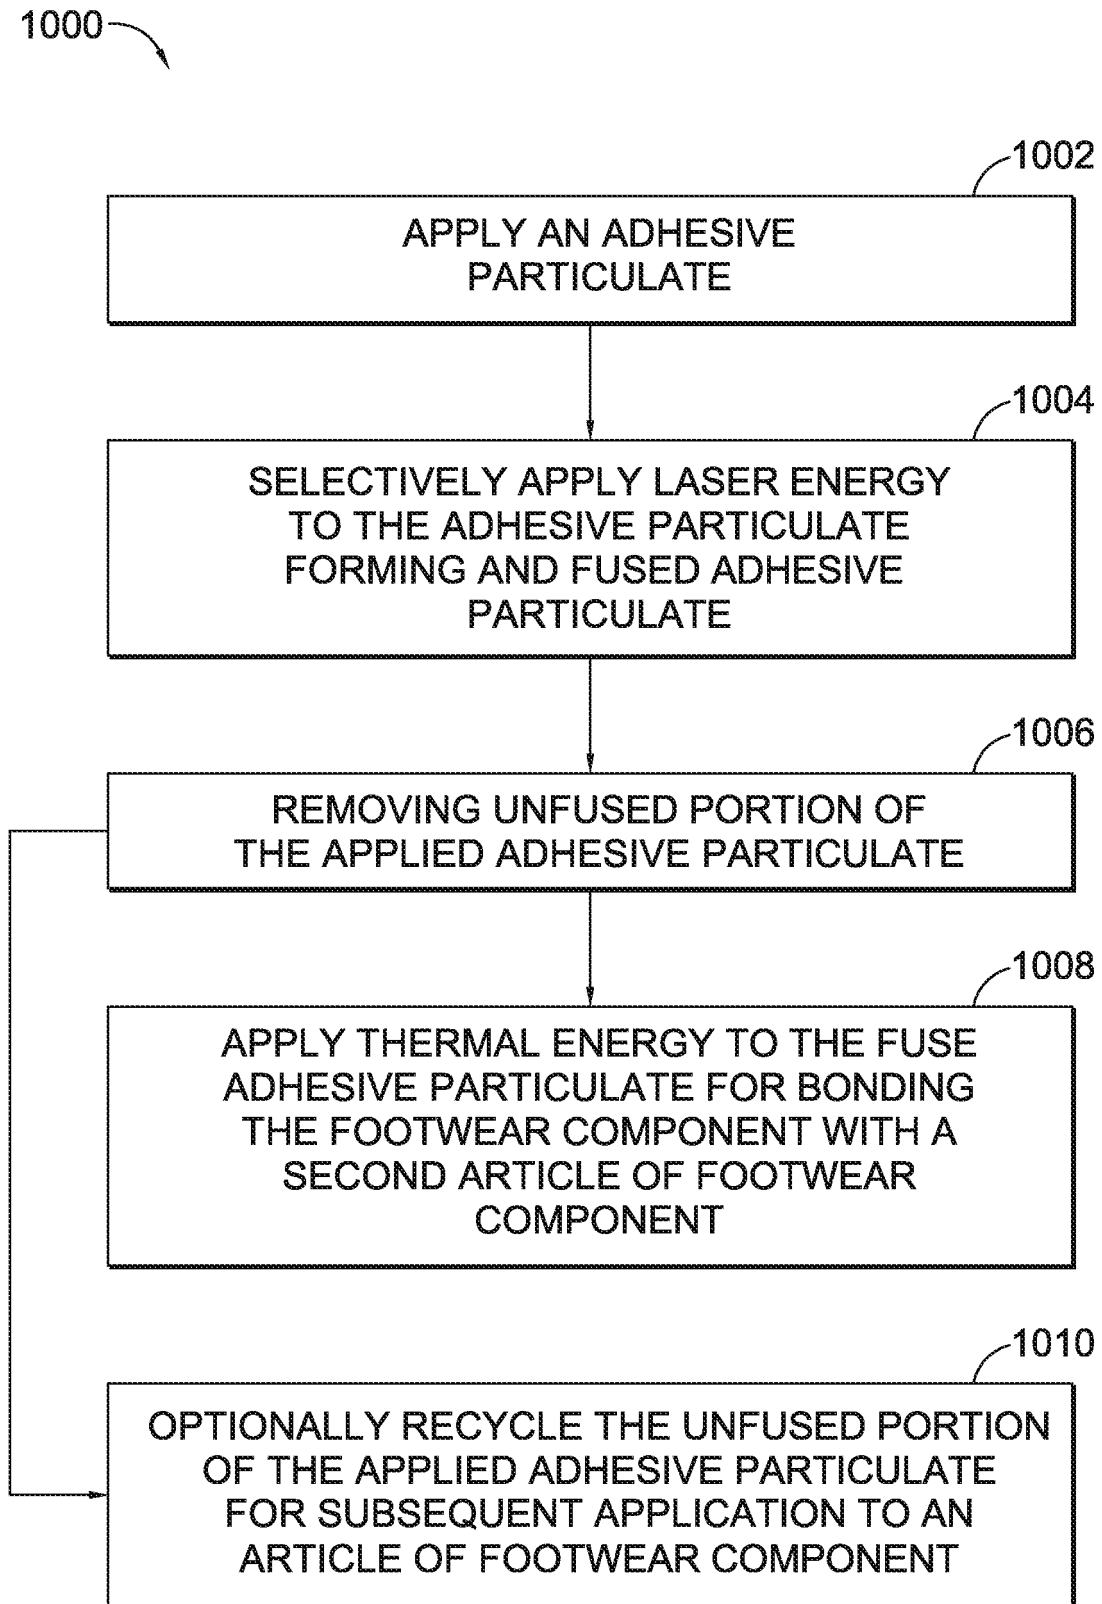 1000
1002
APPLY AN ADHESIVE
PARTICULATE
1004
SELECTIVELY APPLY LASER ENERGY
TO THE ADHESIVE PARTICULATE
FORMING AND FUSED ADHESIVE
PARTICULATE
1006
REMOVING UNFUSED PORTION OF
THE APPLIED ADHESIVE PARTICULATE
1008
APPLY THERMAL ENERGY TO THE FUSE
ADHESIVE PARTICULATE FOR BONDING
THE FOOTWEAR COMPONENT WITH A
SECOND ARTICLE OF FOOTWEAR
COMPONENT
1010
OPTIONALLY RECYCLE THE UNFUSED PORTION
OF THE APPLIED ADHESIVE PARTICULATE
FOR SUBSEQUENT APPLICATION TO AN
ARTICLE OF FOOTWEAR COMPONENT